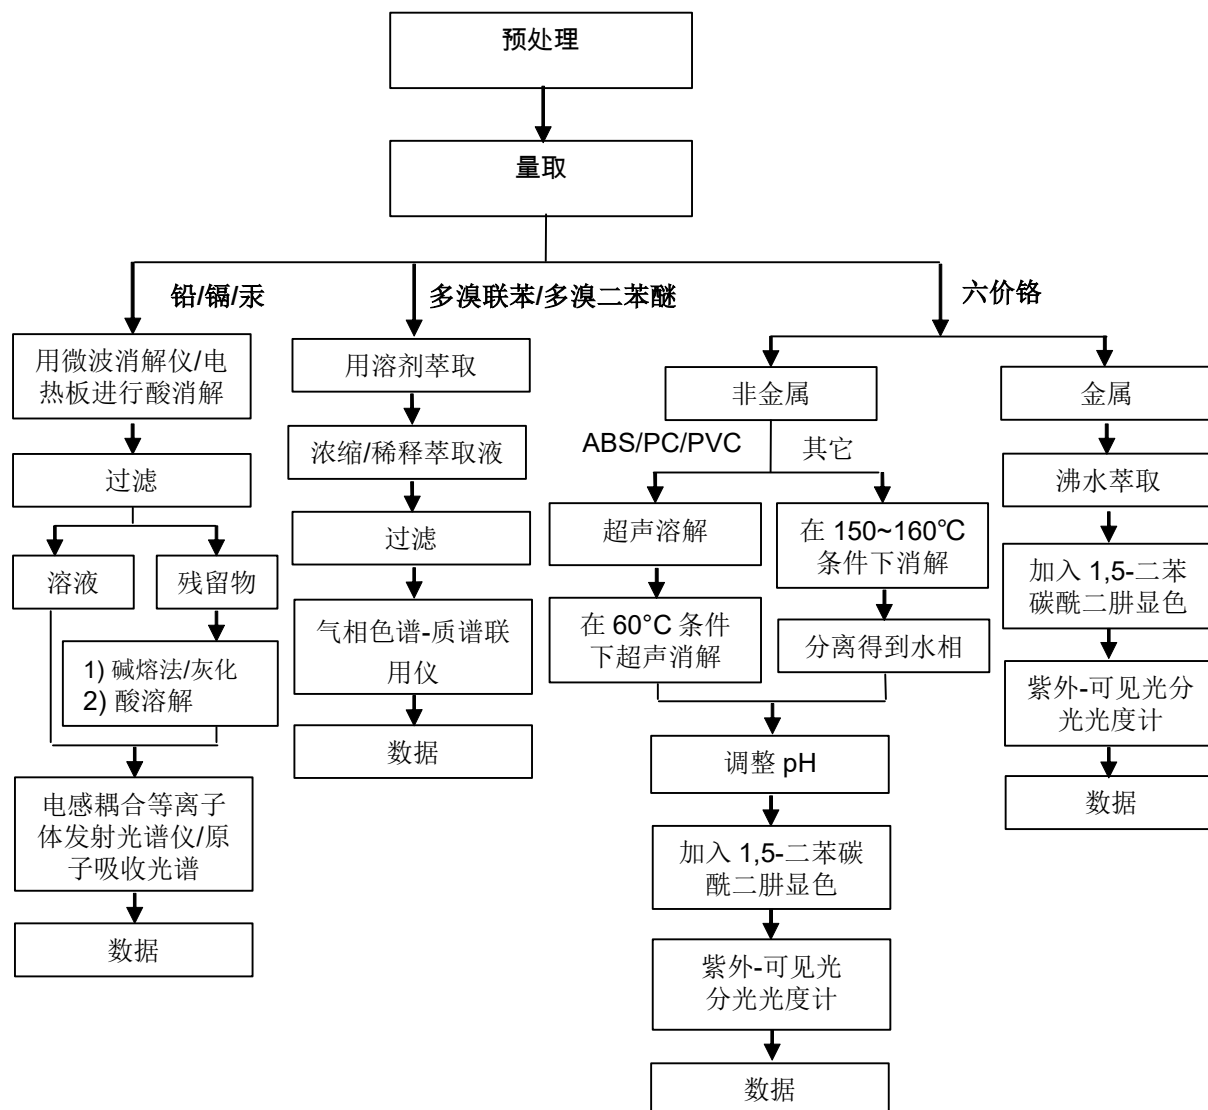 预处理
量取
铅/镉/汞
多溴联苯/多溴二苯醚
六价铬
用微波消解仪/电
热板进行酸消解
过滤
溶液
残留物
1) 碱熔法/灰化
2) 酸溶解
电感耦合等离子
体发射光谱仪/原
子吸收光谱
数据
用溶剂萃取
浓缩/稀释萃取液
过滤
气相色谱-质谱联
用仪
数据
非金属
ABS/PC/PVC
其它
超声溶解
在 60°C 条件
下超声消解
在 150~160℃
条件下消解
分离得到水相
调整 pH
加入 1,5-二苯碳
酰二肼显色
紫外-可见光
分光光度计
数据
金属
沸水萃取
加入 1,5-二苯
碳酰二肼显色
紫外-可见光分
光光度计
数据